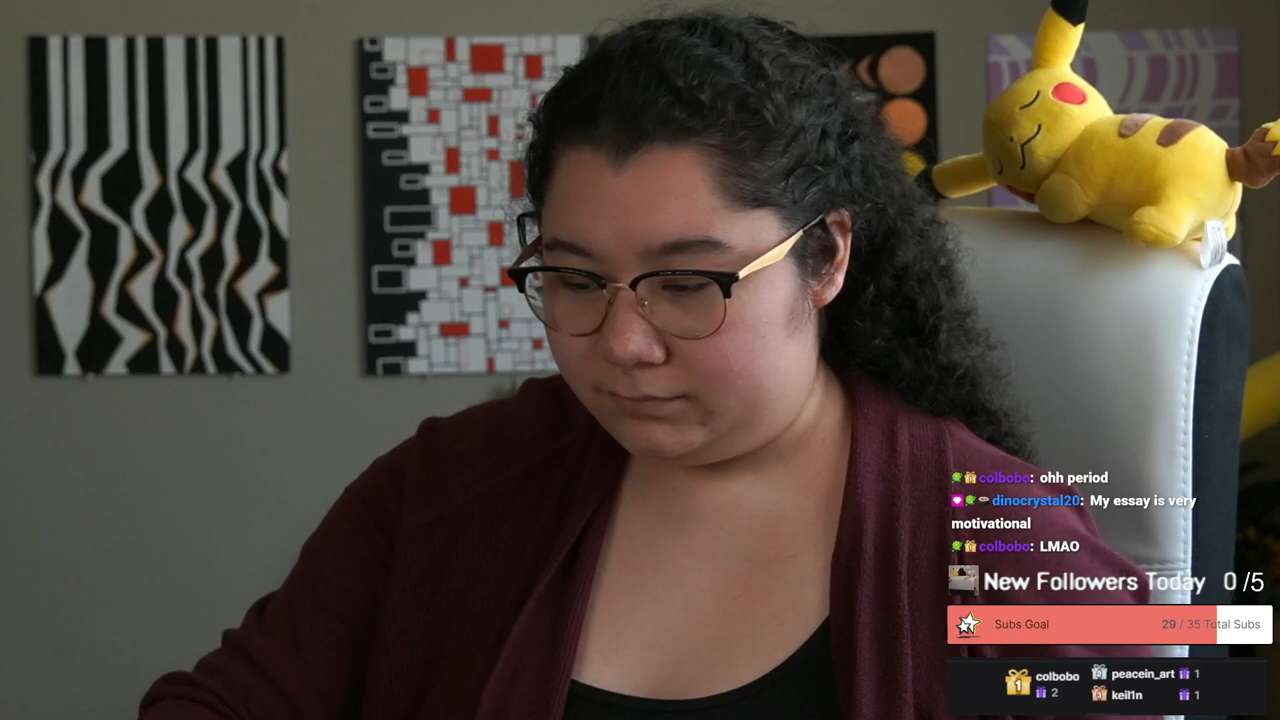 colbobo: ohh period
dinocrystal20: My essay is very
motivational
colbobo: LMAO
New Followers Today 0 /5
Subs Goal 29 / 35 Total Subs
1 colbobo 2
peacein_art 1
keil1n 1